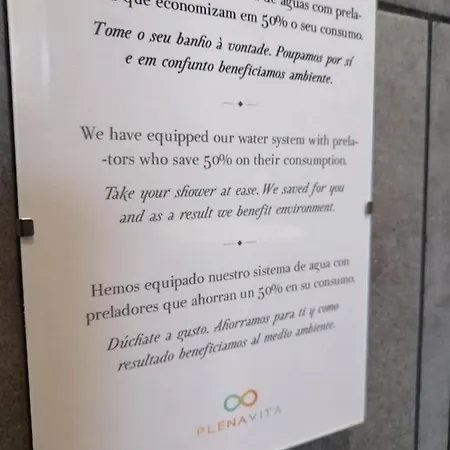 de aguas com prela-
que economizam em 50% o seu consumo.
Tome o seu banho à vontade. Poupamos por sí
e em confunto beneficiamos ambiente.
We have equipped our water system with prela-
-tors who save 50% on their consumption.
Take your shower at ease. We saved for you
and as a result we benefit environment.
Hemos equipado nuestro sistema de agua con
preladores que ahorran un 50% en su consumo.
Dúchate a gusto. Ahorramos para ti y como
resultado beneficiamos al medio ambiente.
PLENAVITA